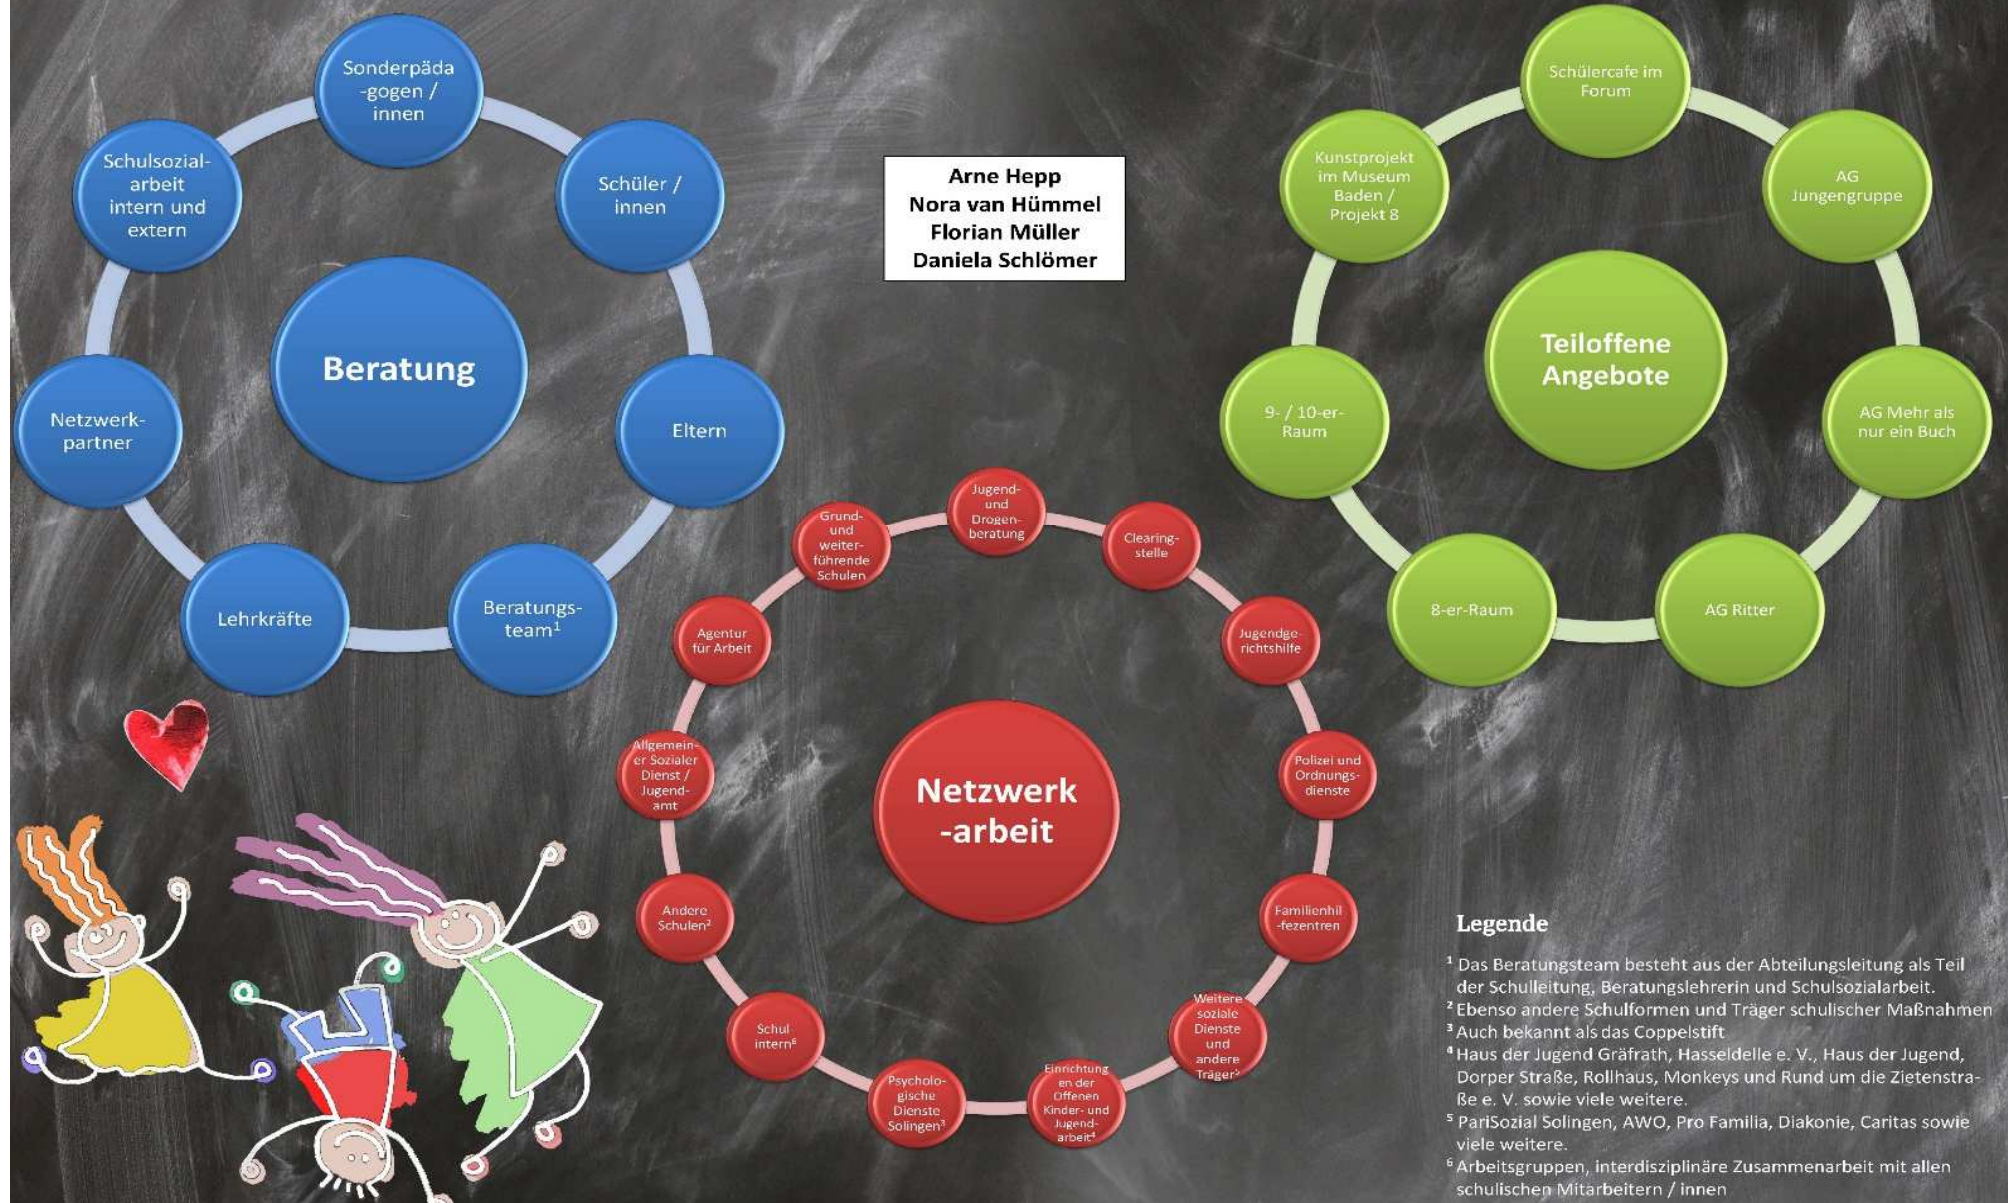 Sonderpäda
-gogen /
innen
Schüler /
innen
Eltern
Beratungs-
team¹
Lehrkräfte
Netzwerk-
partner
Schulsozial-
arbeit
intern und
extern
Beratung
Arne Hepp
Nora van Hümmel
Florian Müller
Daniela Schlömer
Schülercafe im
Forum
AG
Jungengruppe
AG Mehr als
nur ein Buch
AG Ritter
8-er-Raum
9- / 10-er-
Raum
Kunstprojekt
im Museum
Baden /
Projekt 8
Teiloffene
Angebote
Jugend-
und
Drogen-
beratung
Clearing-
stelle
Jugendge-
richtshilfe
Polizei und
Ordnungs-
dienste
Familienhil
-fezentren
Weitere
soziale
Dienste
und
andere
Träger⁵
Einrichtung
en der
Offenen
Kinder- und
Jugend-
arbeit⁴
Psycholo-
gische
Dienste
Solingen³
Schul
intern⁶
Andere
Schulen²
Allgemein-
er Sozialer
Dienst /
Jugend-
amt
Agentur
für Arbeit
Grund-
und
weiter-
führende
Schulen
Netzwerk
-arbeit
Legende
¹ Das Beratungsteam besteht aus der Abteilungsleitung als Teil
der Schulleitung, Beratungslehrerin und Schulsozialarbeit.
² Ebenso andere Schulformen und Träger schulischer Maßnahmen
³ Auch bekannt als das Coppelstift
⁴ Haus der Jugend Gräfrath, Hasseldelle e. V., Haus der Jugend,
Dorper Straße, Rollhaus, Monkeys und Rund um die Zietenstra-
ße e. V. sowie viele weitere.
⁵ PariSozial Solingen, AWO, Pro Familia, Diakonie, Caritas sowie
viele weitere.
⁶ Arbeitsgruppen, interdisziplinäre Zusammenarbeit mit allen
schulischen Mitarbeitern / innen